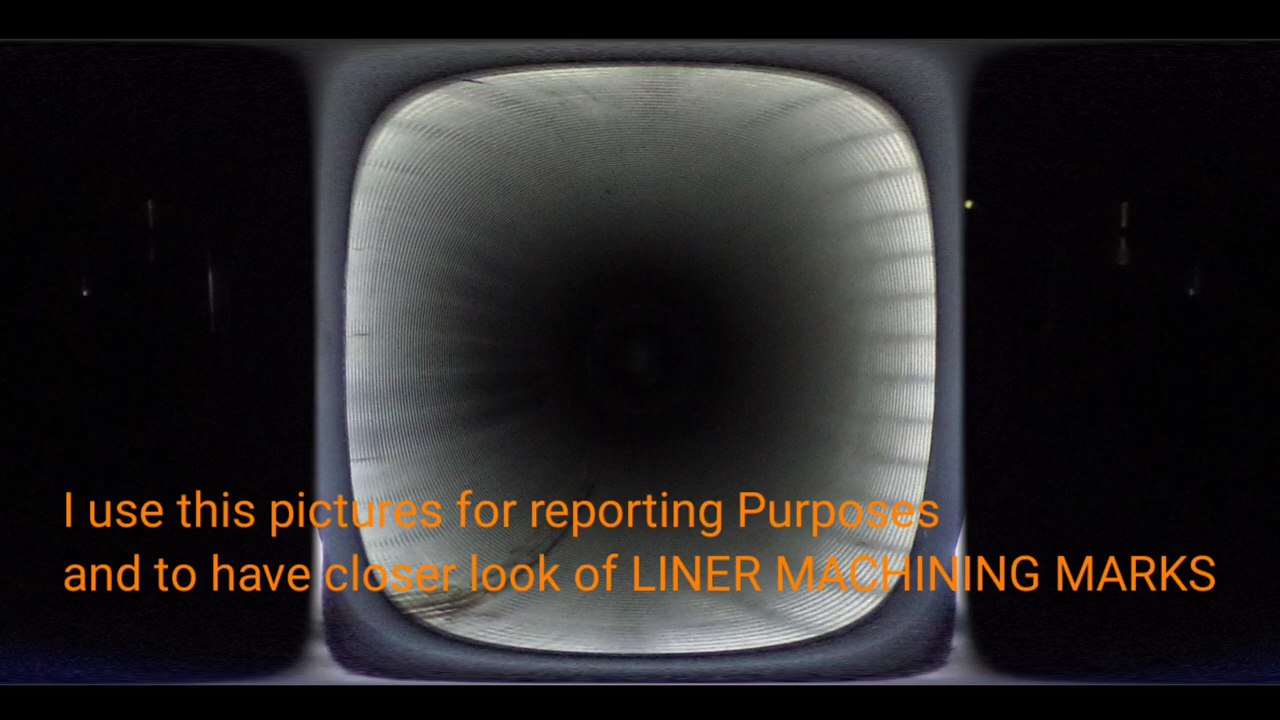 I use this pictures for reporting Purposes
and to have closer look of LINER MACHINING MARKS